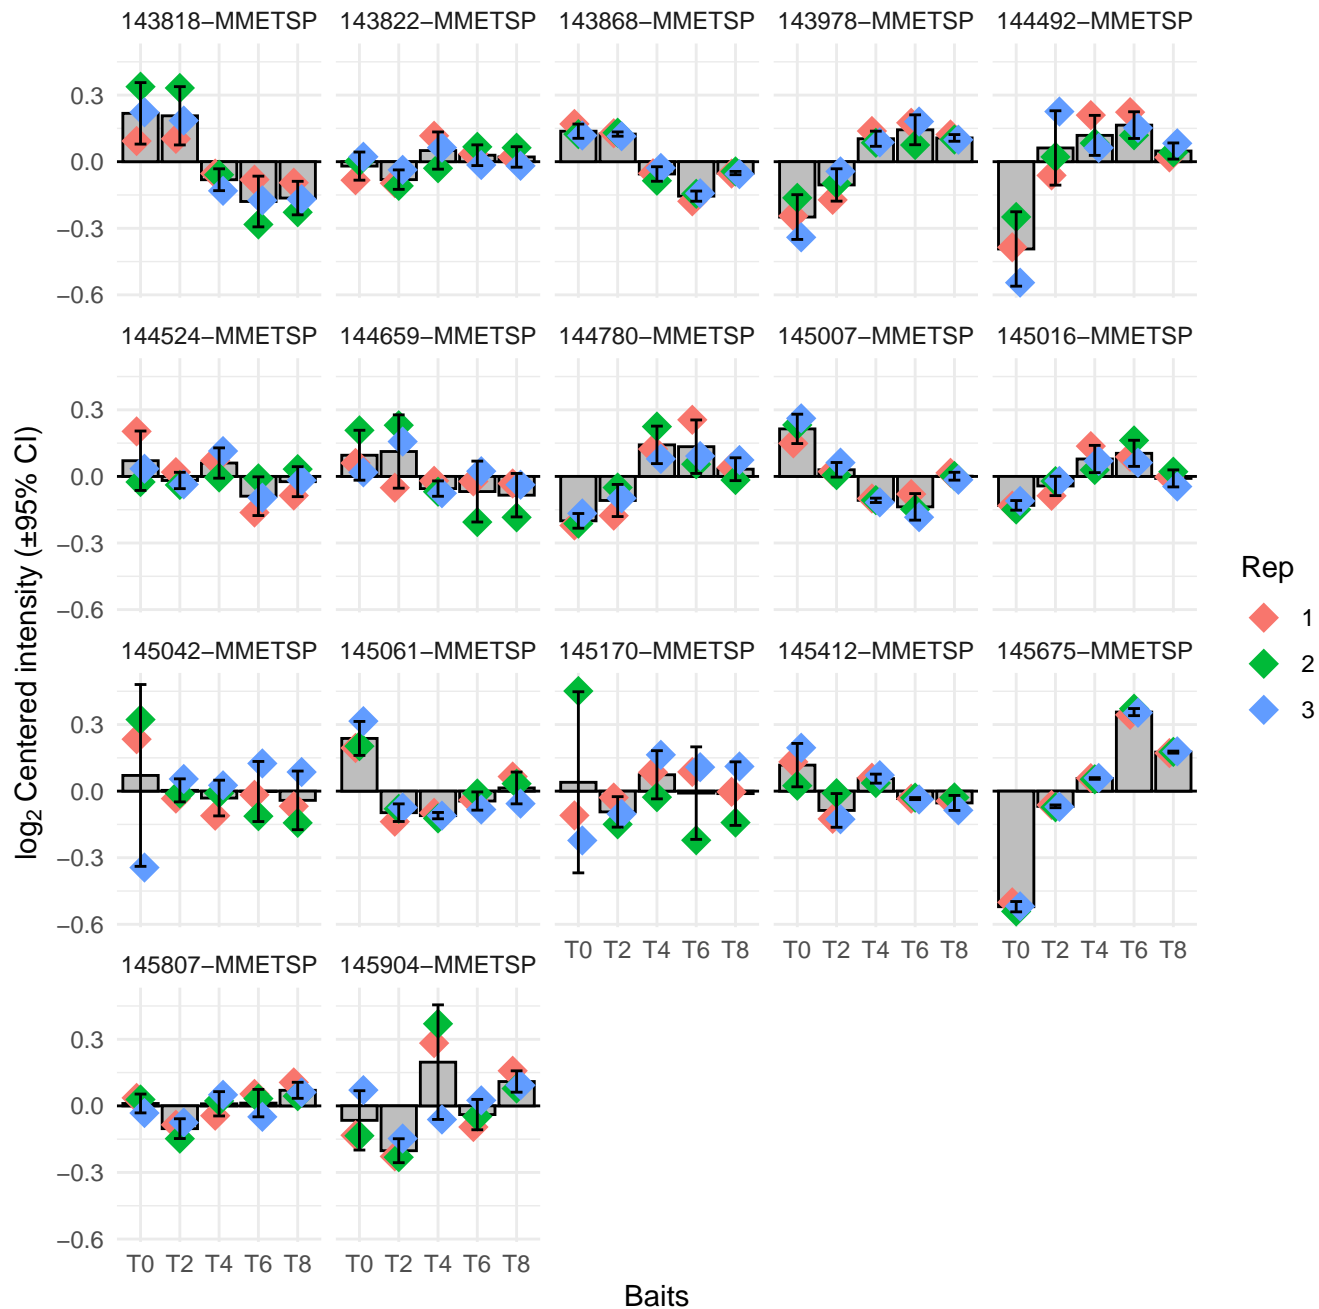 143818−MMETSP 143822−MMETSP 143868−MMETSP 143978−MMETSP 144492−MMETSP
0.3
0.0
−0.3
−0.6
144524−MMETSP 144659−MMETSP 144780−MMETSP 145007−MMETSP 145016−MMETSP
0.3
0.0
−0.3
−0.6
145042−MMETSP 145061−MMETSP 145170−MMETSP 145412−MMETSP 145675−MMETSP
0.3
0.0
−0.3
−0.6
T0 T2 T4 T6 T8 T0 T2 T4 T6 T8 T0 T2 T4 T6 T8
145807−MMETSP 145904−MMETSP
0.3
0.0
−0.3
−0.6
T0 T2 T4 T6 T8 T0 T2 T4 T6 T8
Baits
log₂ Centered intensity (±95% CI)
Rep
1
2
3